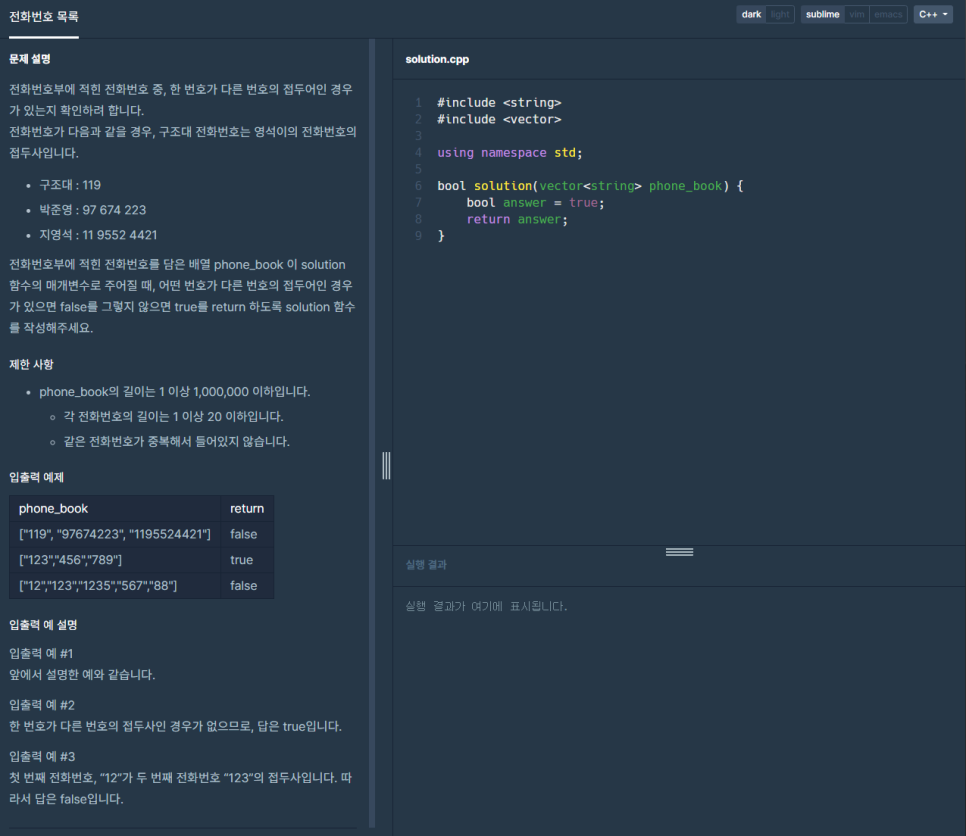 전화번호 목록
dark light sublime vim emacs C++
문제 설명
전화번호부에 적힌 전화번호 중, 한 번호가 다른 번호의 접두어인 경우
가 있는지 확인하려 합니다.
전화번호가 다음과 같을 경우, 구조대 전화번호는 영석이의 전화번호의
접두사입니다.
• 구조대 : 119
• 박준영 : 97 674 223
• 지영석 : 11 9552 4421
전화번호부에 적힌 전화번호를 담은 배열 phone_book 이 solution
함수의 매개변수로 주어질 때, 어떤 번호가 다른 번호의 접두어인 경우
가 있으면 false를 그렇지 않으면 true를 return 하도록 solution 함수
를 작성해주세요.
제한 사항
• phone_book의 길이는 1 이상 1,000,000 이하입니다.
◦ 각 전화번호의 길이는 1 이상 20 이하입니다.
◦ 같은 전화번호가 중복해서 들어있지 않습니다.
입출력 예제
phone_book return
["119", "97674223", "1195524421"] false
["123","456","789"] true
["12","123","1235","567","88"] false
입출력 예 설명
입출력 예 #1
앞에서 설명한 예와 같습니다.
입출력 예 #2
한 번호가 다른 번호의 접두사인 경우가 없으므로, 답은 true입니다.
입출력 예 #3
첫 번째 전화번호, “12”가 두 번째 전화번호 “123”의 접두사입니다. 따
라서 답은 false입니다.
solution.cpp
1 #include <string>
2 #include <vector>
3
4 using namespace std;
5
6 bool solution(vector<string> phone_book) {
7     bool answer = true;
8     return answer;
9 }
실행 결과
실행 결과가 여기에 표시됩니다.